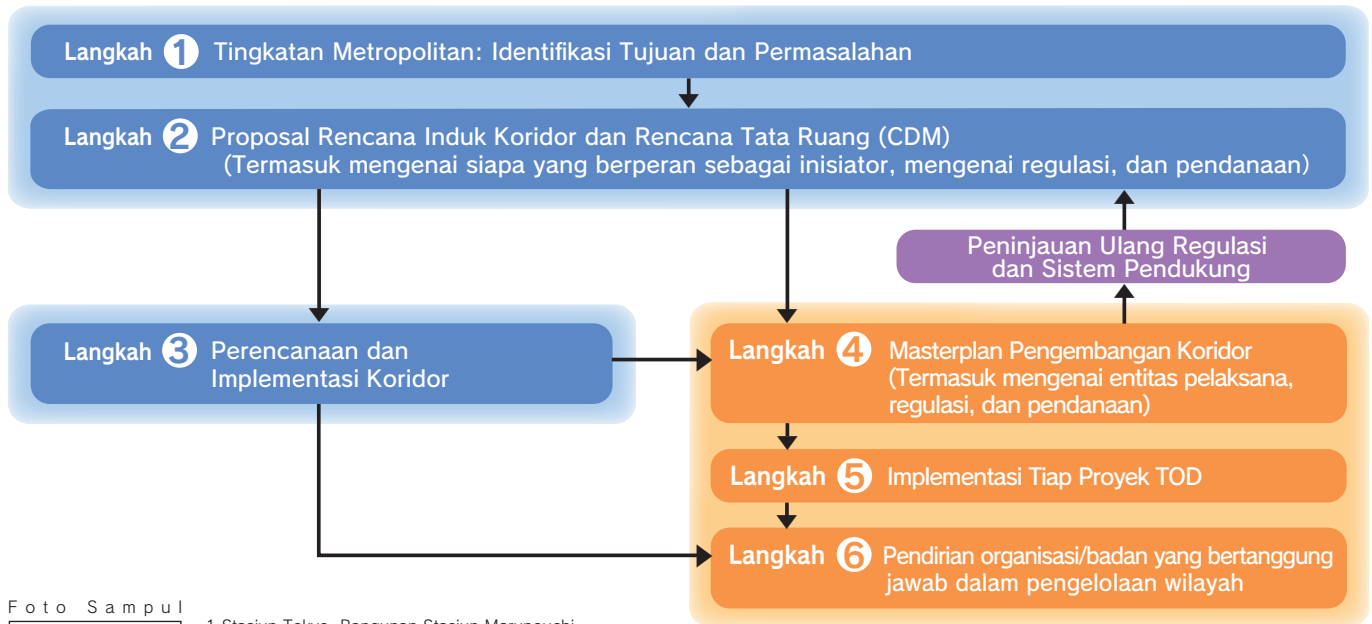 Langkah 1 Tingkatan Metropolitan: Identifikasi Tujuan dan Permasalahan
Langkah 2 Proposal Rencana Induk Koridor dan Rencana Tata Ruang (CDM)
(Termasuk mengenai siapa yang berperan sebagai inisiator, mengenai regulasi, dan pendanaan)
Peninjauan Ulang Regulasi
dan Sistem Pendukung
Langkah 3 Perencanaan dan
Implementasi Koridor
Langkah 4 Masterplan Pengembangan Koridor
(Termasuk mengenai entitas pelaksana,
regulasi, dan pendanaan)
Langkah 5 Implementasi Tiap Proyek TOD
Langkah 6 Pendirian organisasi/badan yang bertanggung
jawab dalam pengelolaan wilayah
Foto Sampul